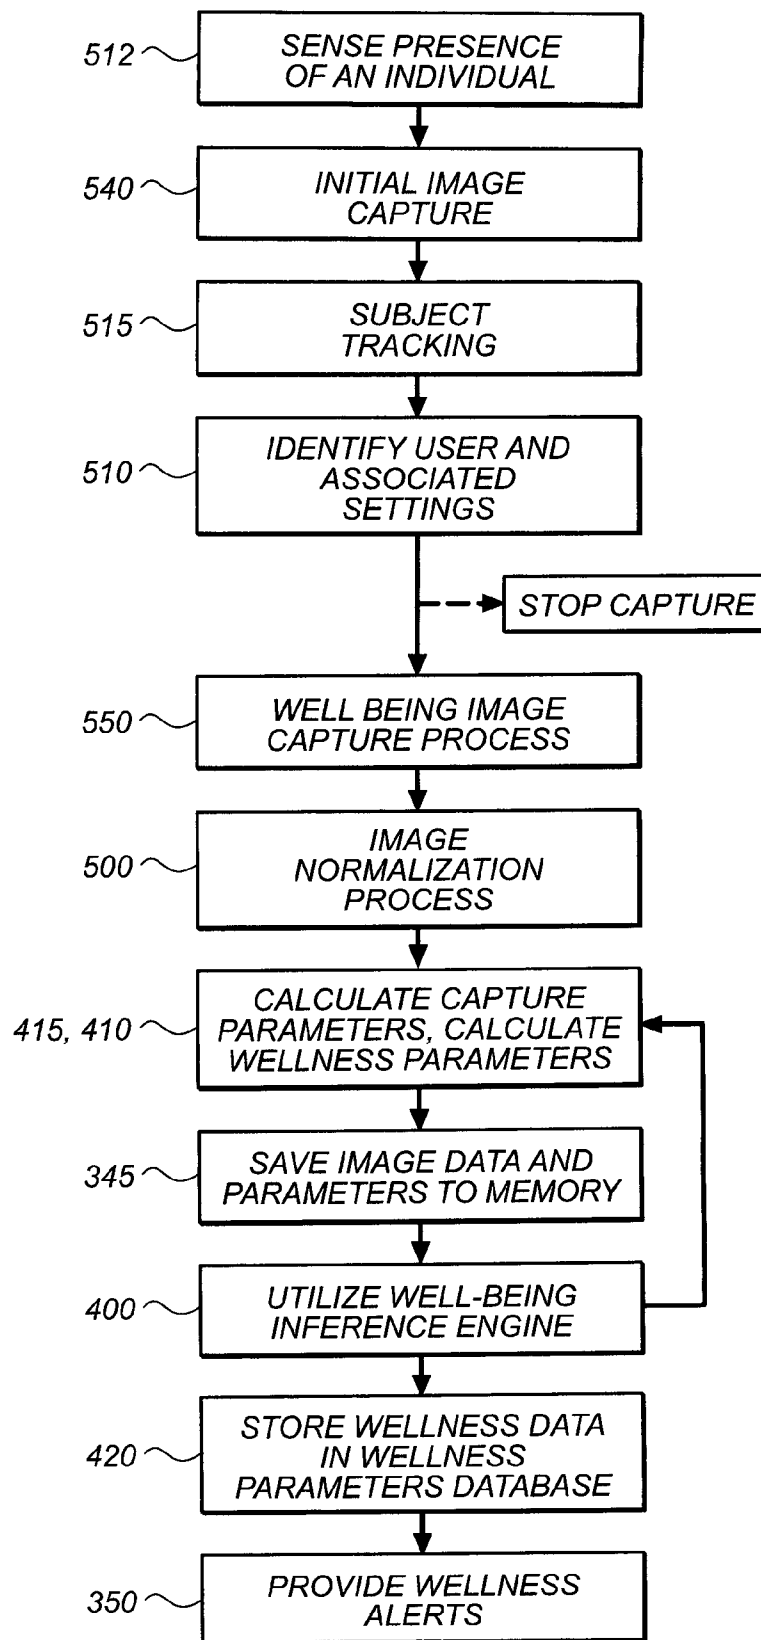 512
SENSE PRESENCE
OF AN INDIVIDUAL
540
INITIAL IMAGE
CAPTURE
515
SUBJECT
TRACKING
510
IDENTIFY USER AND
ASSOCIATED
SETTINGS
STOP CAPTURE
550
WELL BEING IMAGE
CAPTURE PROCESS
500
IMAGE
NORMALIZATION
PROCESS
415, 410
CALCULATE CAPTURE
PARAMETERS, CALCULATE
WELLNESS PARAMETERS
345
SAVE IMAGE DATA AND
PARAMETERS TO MEMORY
400
UTILIZE WELL-BEING
INFERENCE ENGINE
420
STORE WELLNESS DATA
IN WELLNESS
PARAMETERS DATABASE
350
PROVIDE WELLNESS
ALERTS